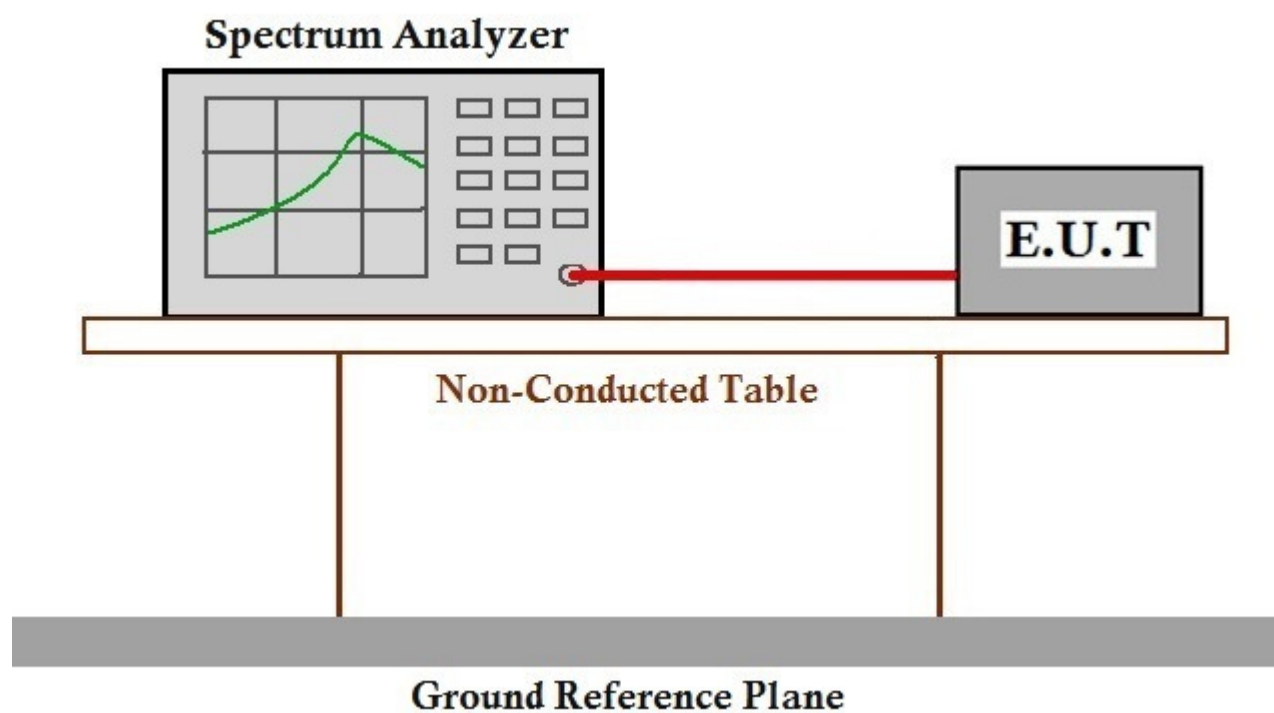 Spectrum Analyzer
E.U.T
Non-Conducted Table
Ground Reference Plane